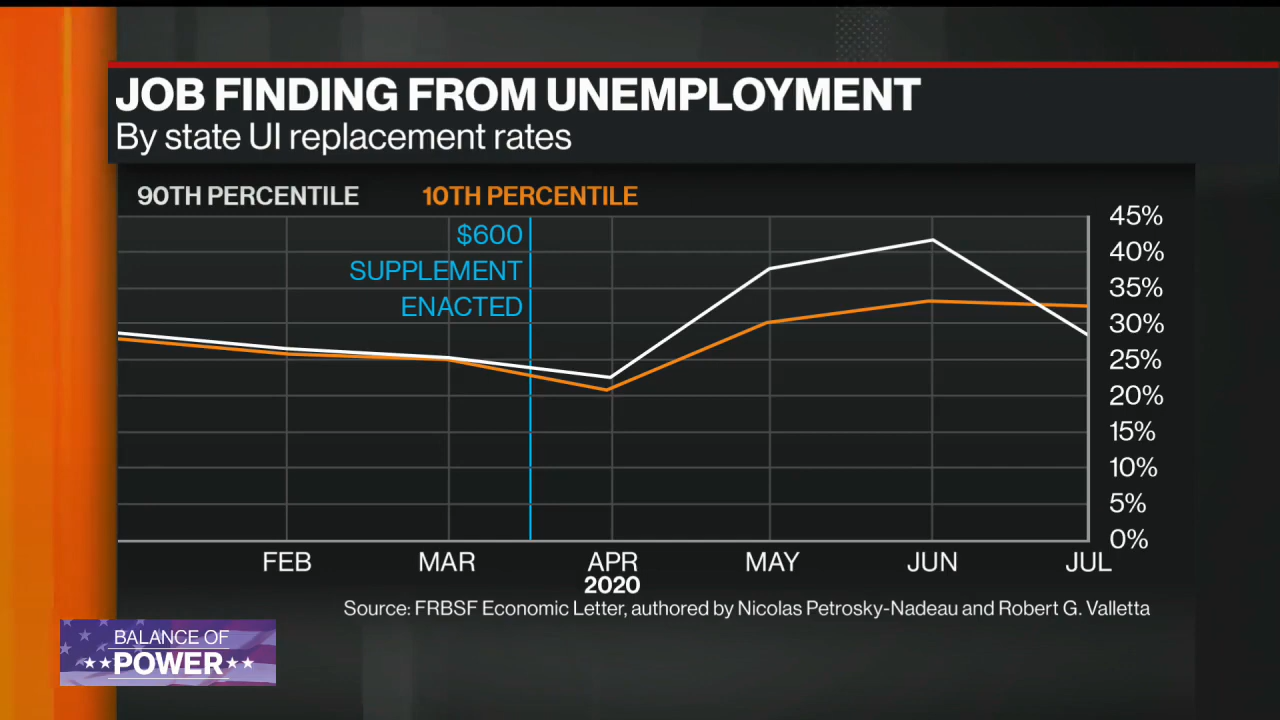 JOB FINDING FROM UNEMPLOYMENT
By state UI replacement rates
90TH PERCENTILE 10TH PERCENTILE
$600
SUPPLEMENT
ENACTED
45%
40%
35%
30%
25%
20%
15%
10%
5%
0%
FEB MAR APR MAY JUN JUL
2020
Source: FRBSF Economic Letter, authored by Nicolas Petrosky-Nadeau and Robert G. Valletta
BALANCE OF
POWER